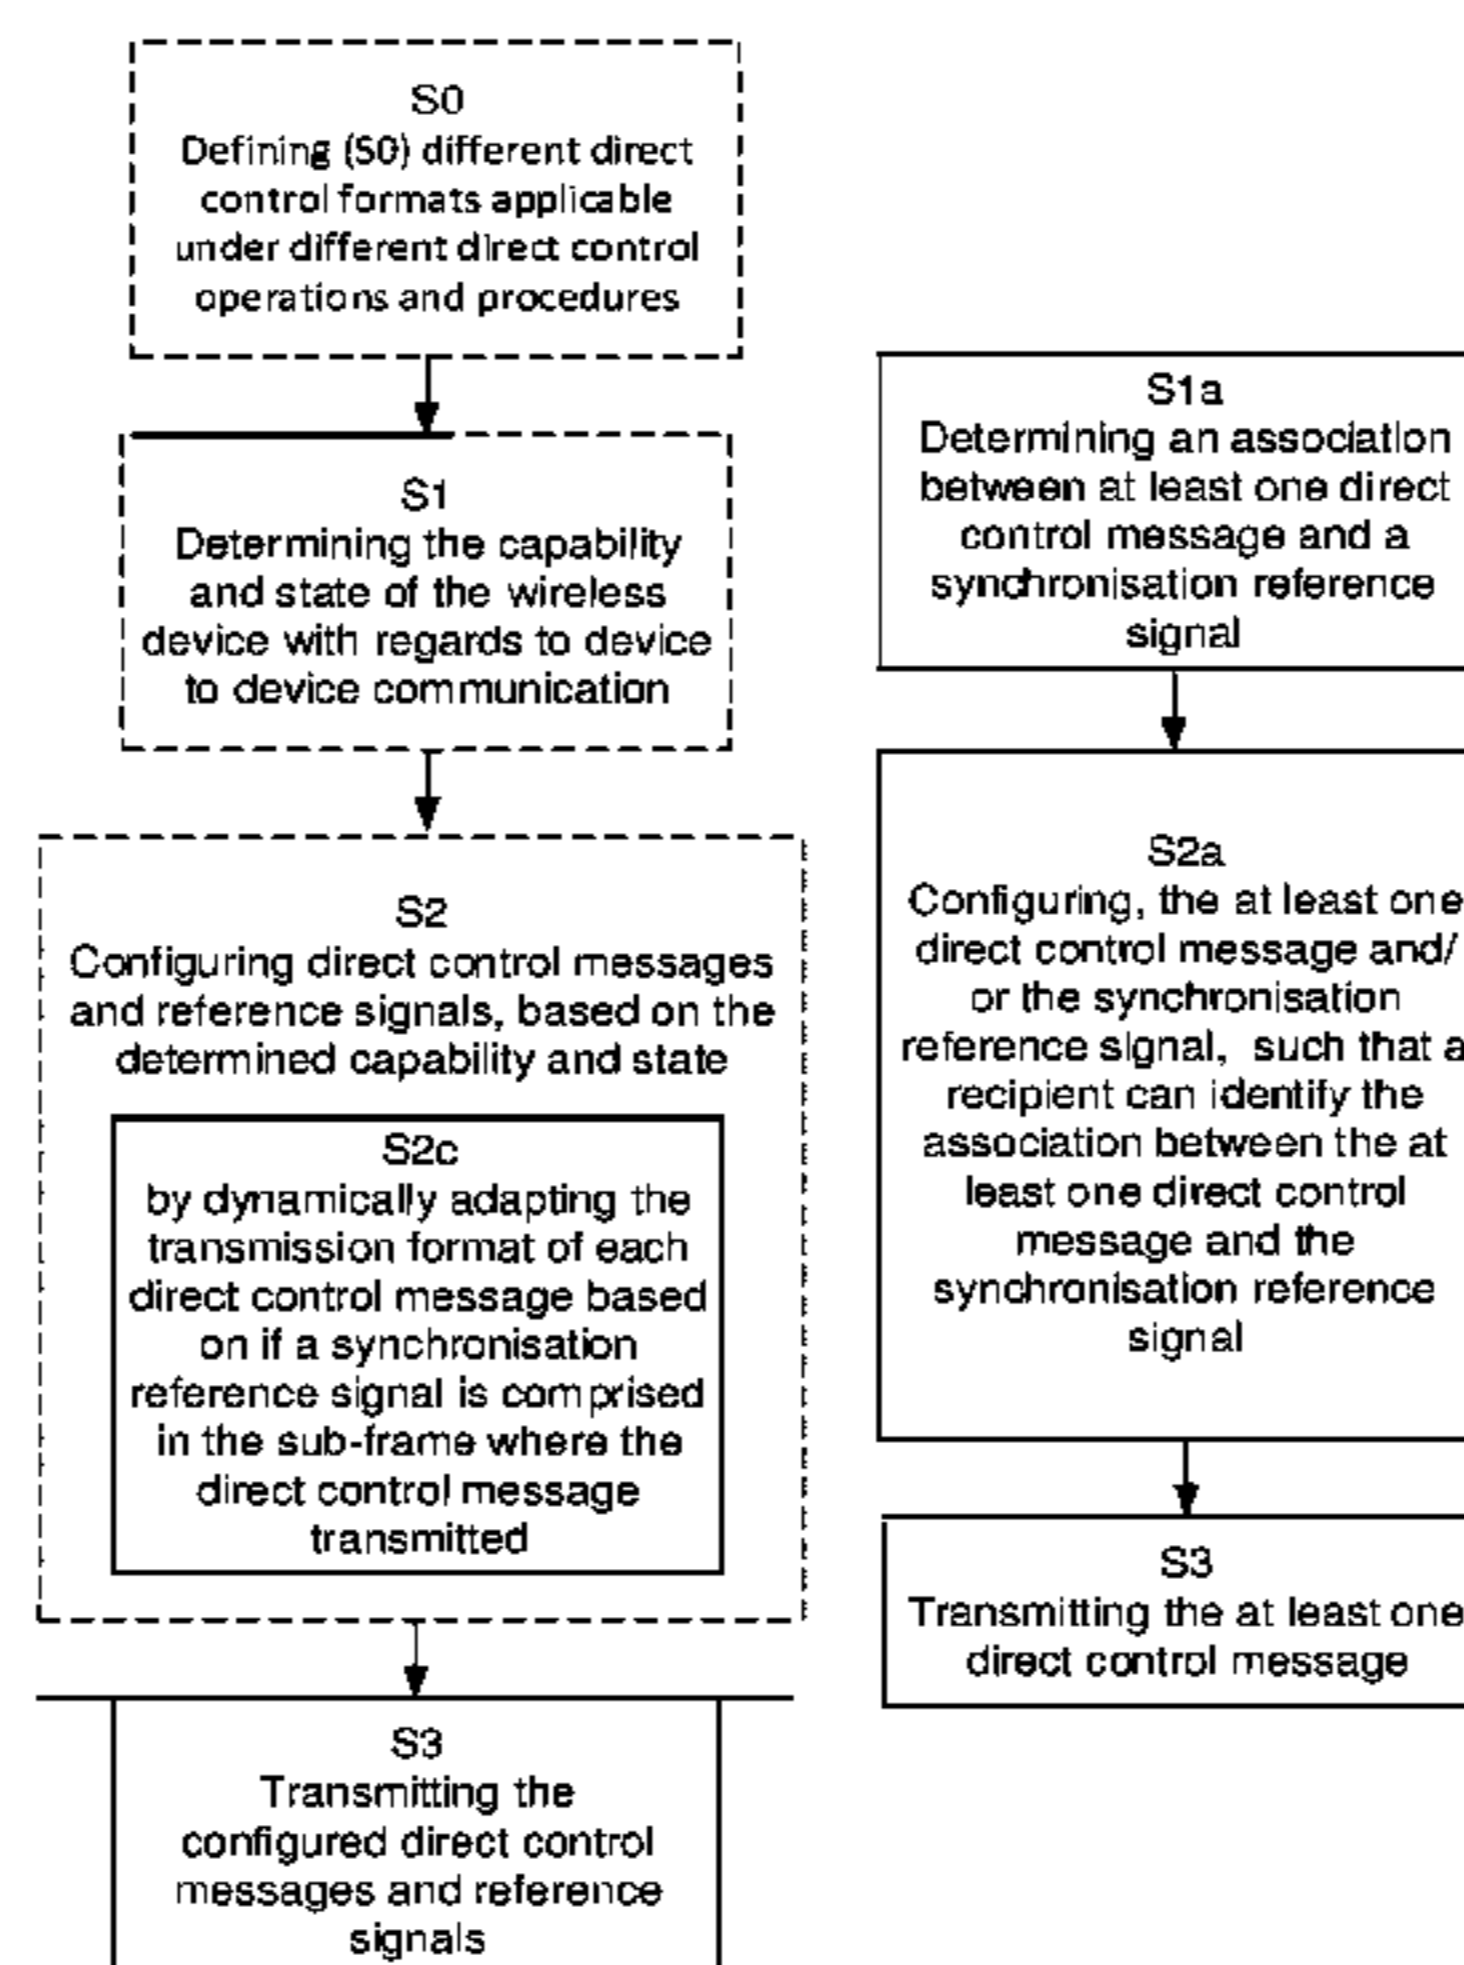 S0
Defining (S0) different direct
control formats applicable
under different direct control
operations and procedures
S1
Determining the capability
and state of the wireless
device with regards to device
to device communication
S2
Configuring direct control messages
and reference signals, based on the
determined capability and state
S2c
by dynamically adapting the
transmission format of each
direct control message based
on if a synchronisation
reference signal is comprised
in the sub-frame where the
direct control message
transmitted
S3
Transmitting the
configured direct control
messages and reference
signals
S1a
Determining an association
between at least one direct
control message and a
synchronisation reference
signal
S2a
Configuring, the at least one
direct control message and/
or the synchronisation
reference signal, such that a
recipient can identify the
association between the at
least one direct control
message and the
synchronisation reference
signal
S3
Transmitting the at least one
direct control message